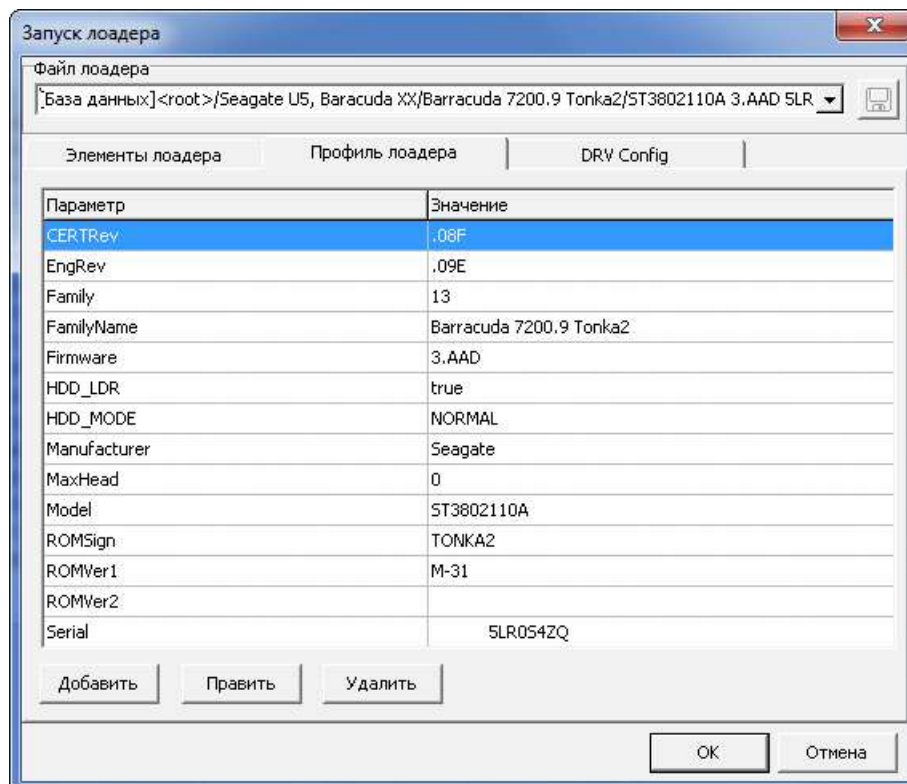 Запуск лоадера
Файл лоадера
[База данных]<root>/Seagate U5, Baracuda XX/Barracuda 7200.9 Tonka2/ST3802110A 3.AAD 5LR
Элементы лоадера Профиль лоадера DRV Config
Параметр Значение
CERTRev .08F
EngRev .09E
Family 13
FamilyName Barracuda 7200.9 Tonka2
Firmware 3.AAD
HDD_LDR true
HDD_MODE NORMAL
Manufacturer Seagate
MaxHead 0
Model ST3802110A
ROMSign TONKA2
ROMVer1 M-31
ROMVer2
Serial 5LR0S4ZQ
Добавить Править Удалить
OK Отмена